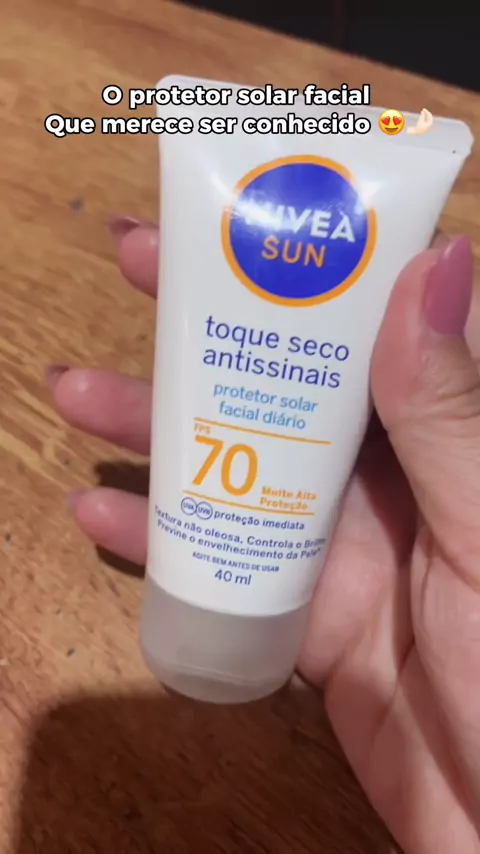 O protetor solar facial
Que merece ser conhecido 😍🤌🏻
NIVEA
SUN
toque seco
antissinais
protetor solar
facial diário
FPS
70
Muito Alta
Proteção
UVA UVB proteção imediata
Textura não oleosa, Controla o Brilho
Previne o envelhecimento da Pele*
AGITE BEM ANTES DE USAR
40 ml